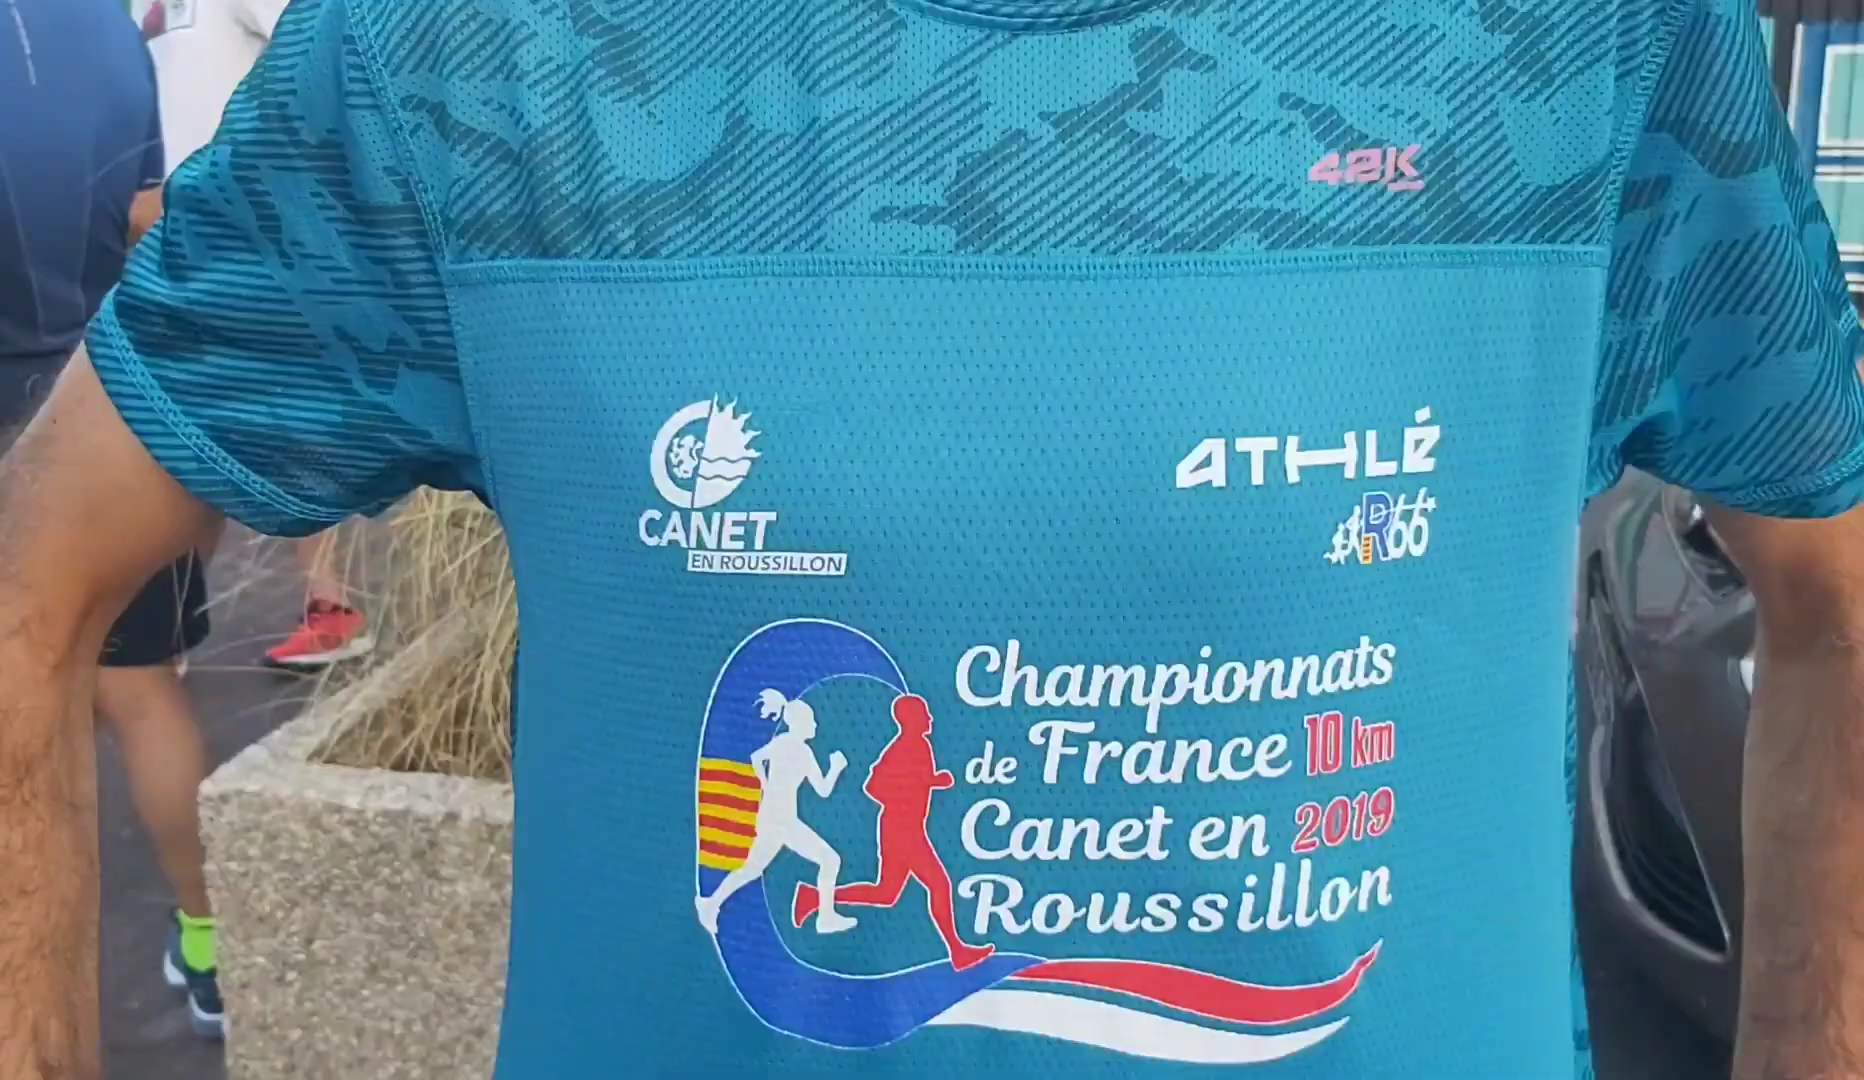 42K
CANET
EN ROUSSILLON
ATHLÉ
R66
Championnats
de France 10 km
Canet en 2019
Roussillon